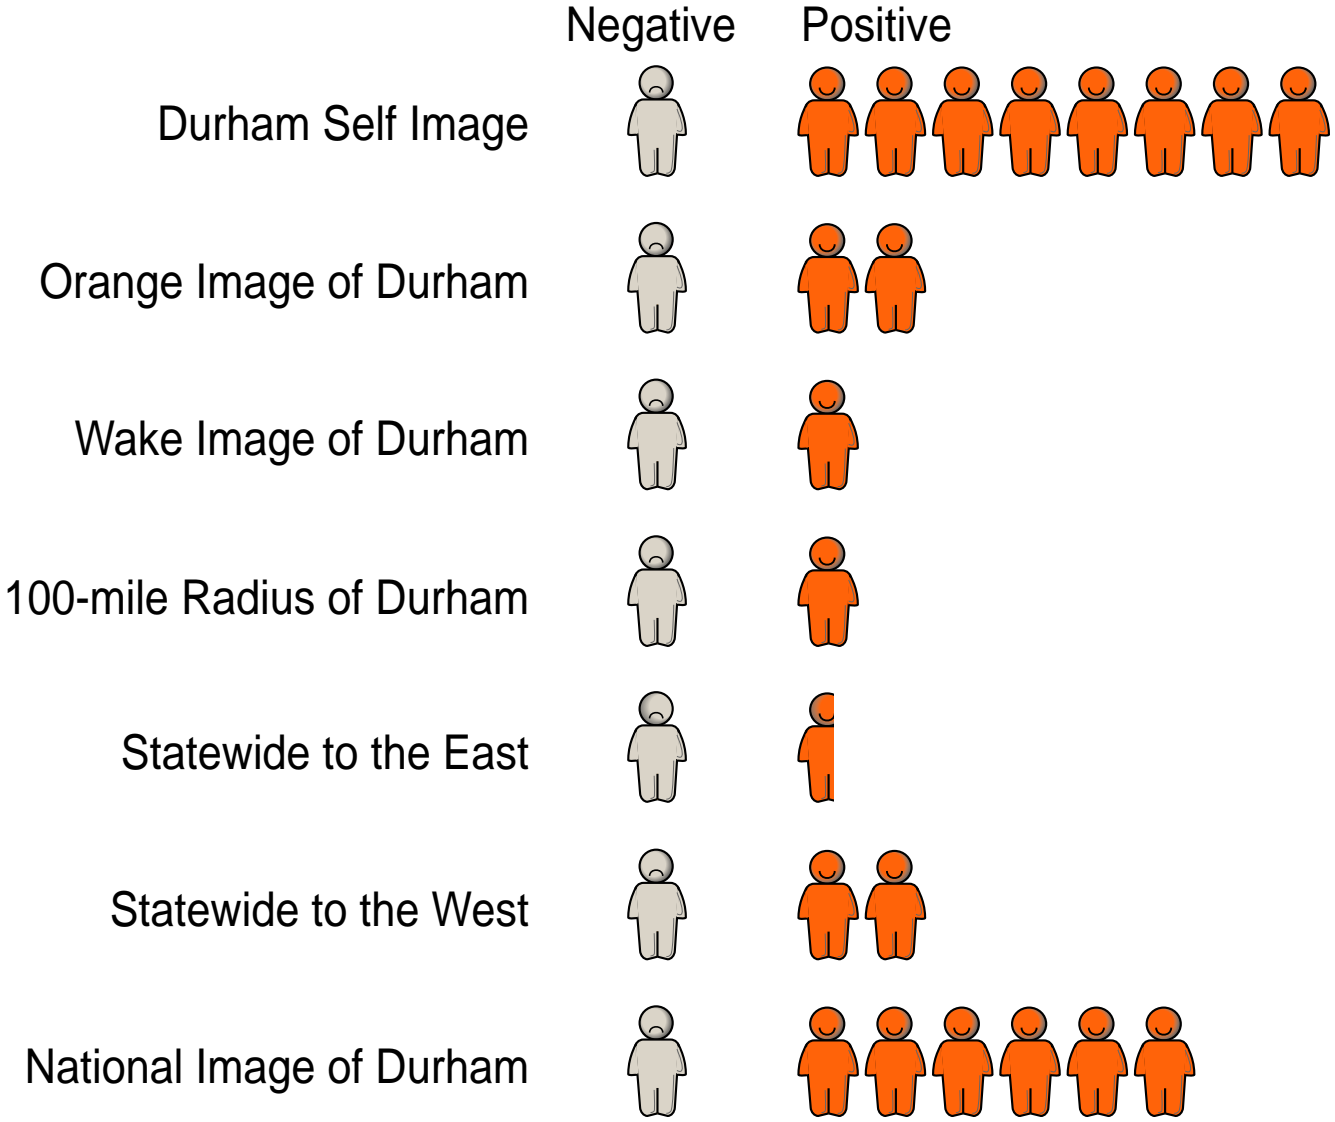 Negative Positive
Durham Self Image
Orange Image of Durham
Wake Image of Durham
100-mile Radius of Durham
Statewide to the East
Statewide to the West
National Image of Durham